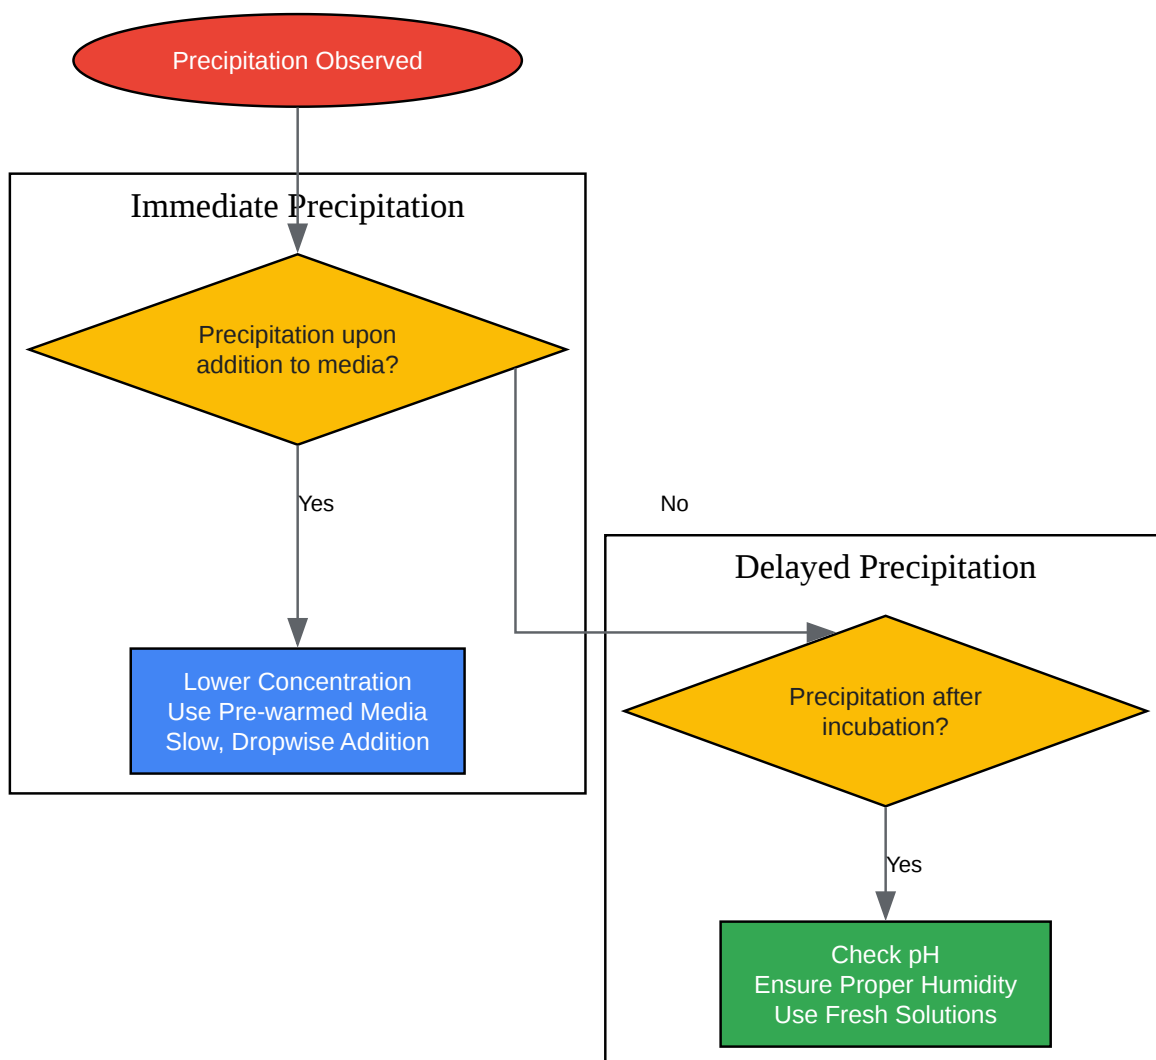 Precipitation Observed
Immediate Precipitation
Precipitation upon
addition to media?
Yes
No
Lower Concentration
Use Pre-warmed Media
Slow, Dropwise Addition
Delayed Precipitation
Precipitation after
incubation?
Yes
Check pH
Ensure Proper Humidity
Use Fresh Solutions